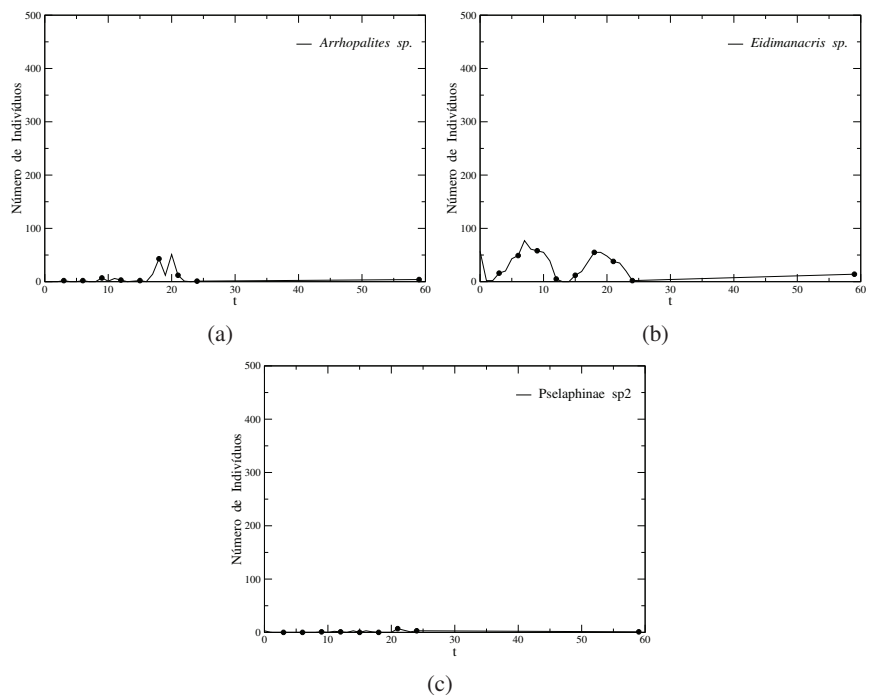 500
400
300
200
100
0
Número de Indivíduos
0 10 20 30 40 50 60
t
Arrhopalites sp.
(a)
500
400
300
200
100
0
Número de Indivíduos
0 10 20 30 40 50 60
t
Eidimanacris sp.
(b)
500
400
300
200
100
0
Número de Indivíduos
0 10 20 30 40 50 60
t
Pselaphinae sp2
(c)